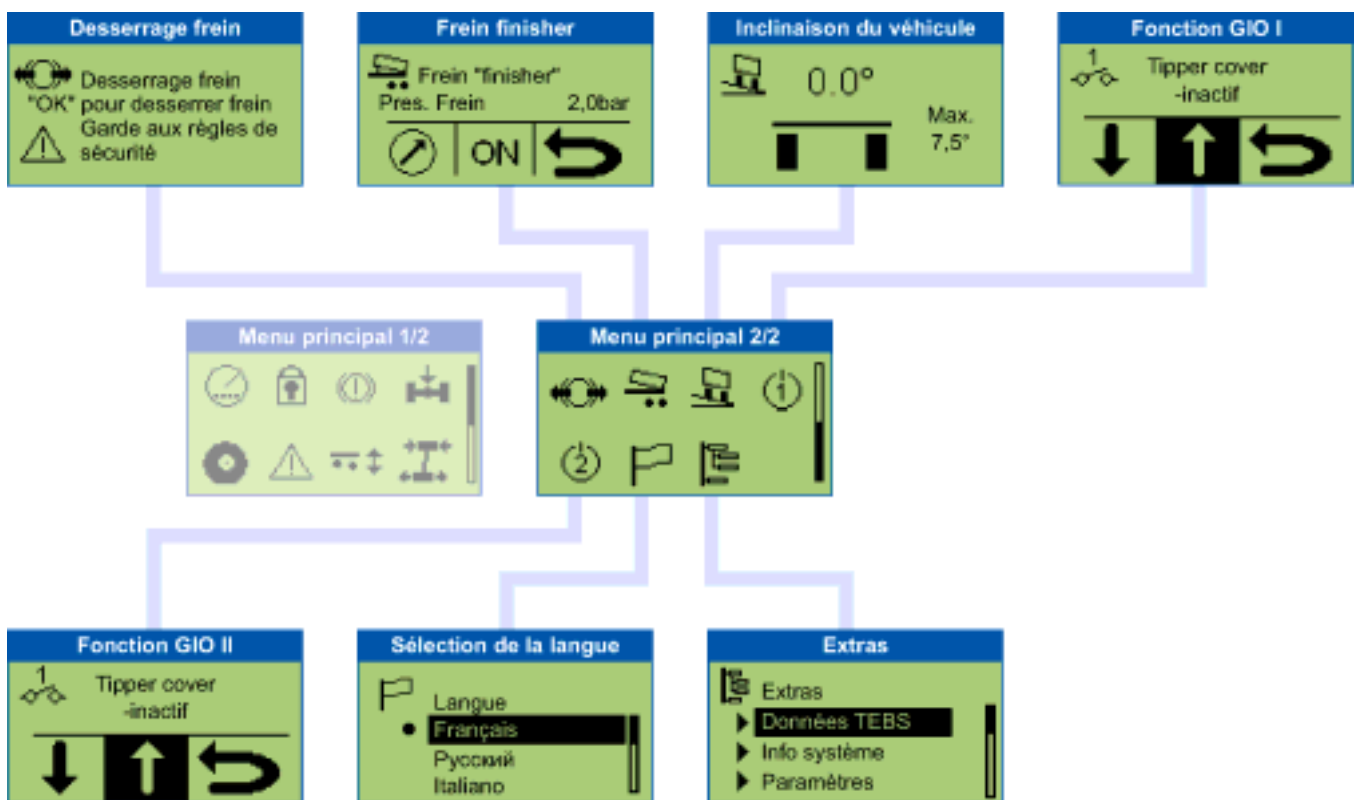 Desserrage frein
Desserrage frein
"OK" pour desserrer frein
Garde aux règles de
sécurité
Frein finisher
Frein "finisher"
Pres. Frein 2,0bar
ON
Inclinaison du véhicule
0.0°
Max.
7,5°
Fonction GIO I
1
Tipper cover
-inactif
Menu principal 1/2
Menu principal 2/2
1
2
Fonction GIO II
1
Tipper cover
-inactif
Sélection de la langue
Langue
Français
Русский
Italiano
Extras
Extras
Données TEBS
Info système
Paramètres